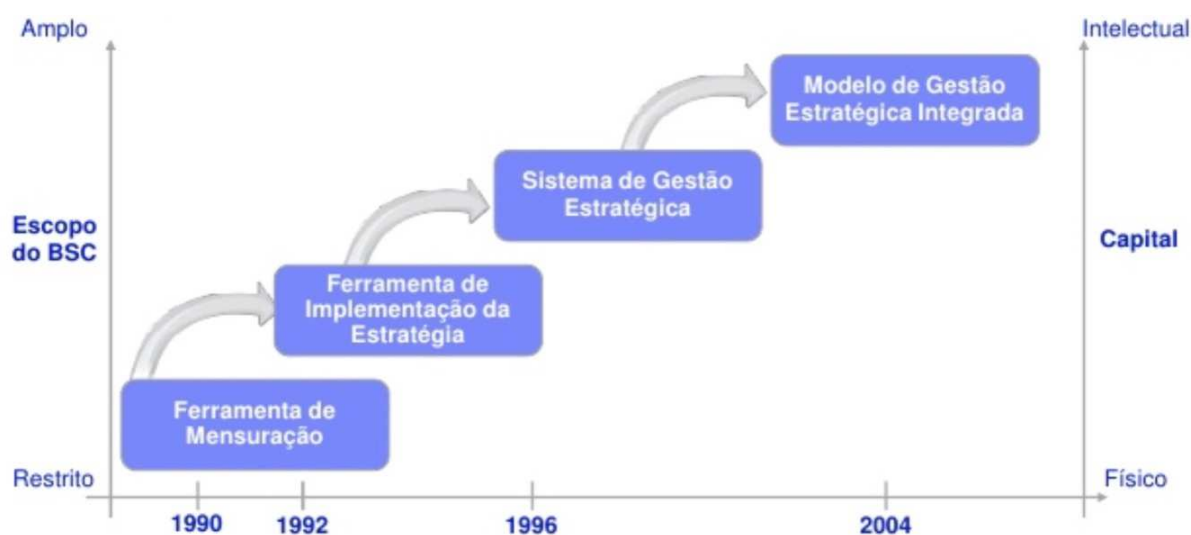 Amplo
Intelectual
Modelo de Gestão
Estratégica Integrada
Sistema de Gestão
Estratégica
Escopo
do BSC
Capital
Ferramenta de
Implementação da
Estratégia
Ferramenta de
Mensuração
Restrito
Físico
1990
1992
1996
2004